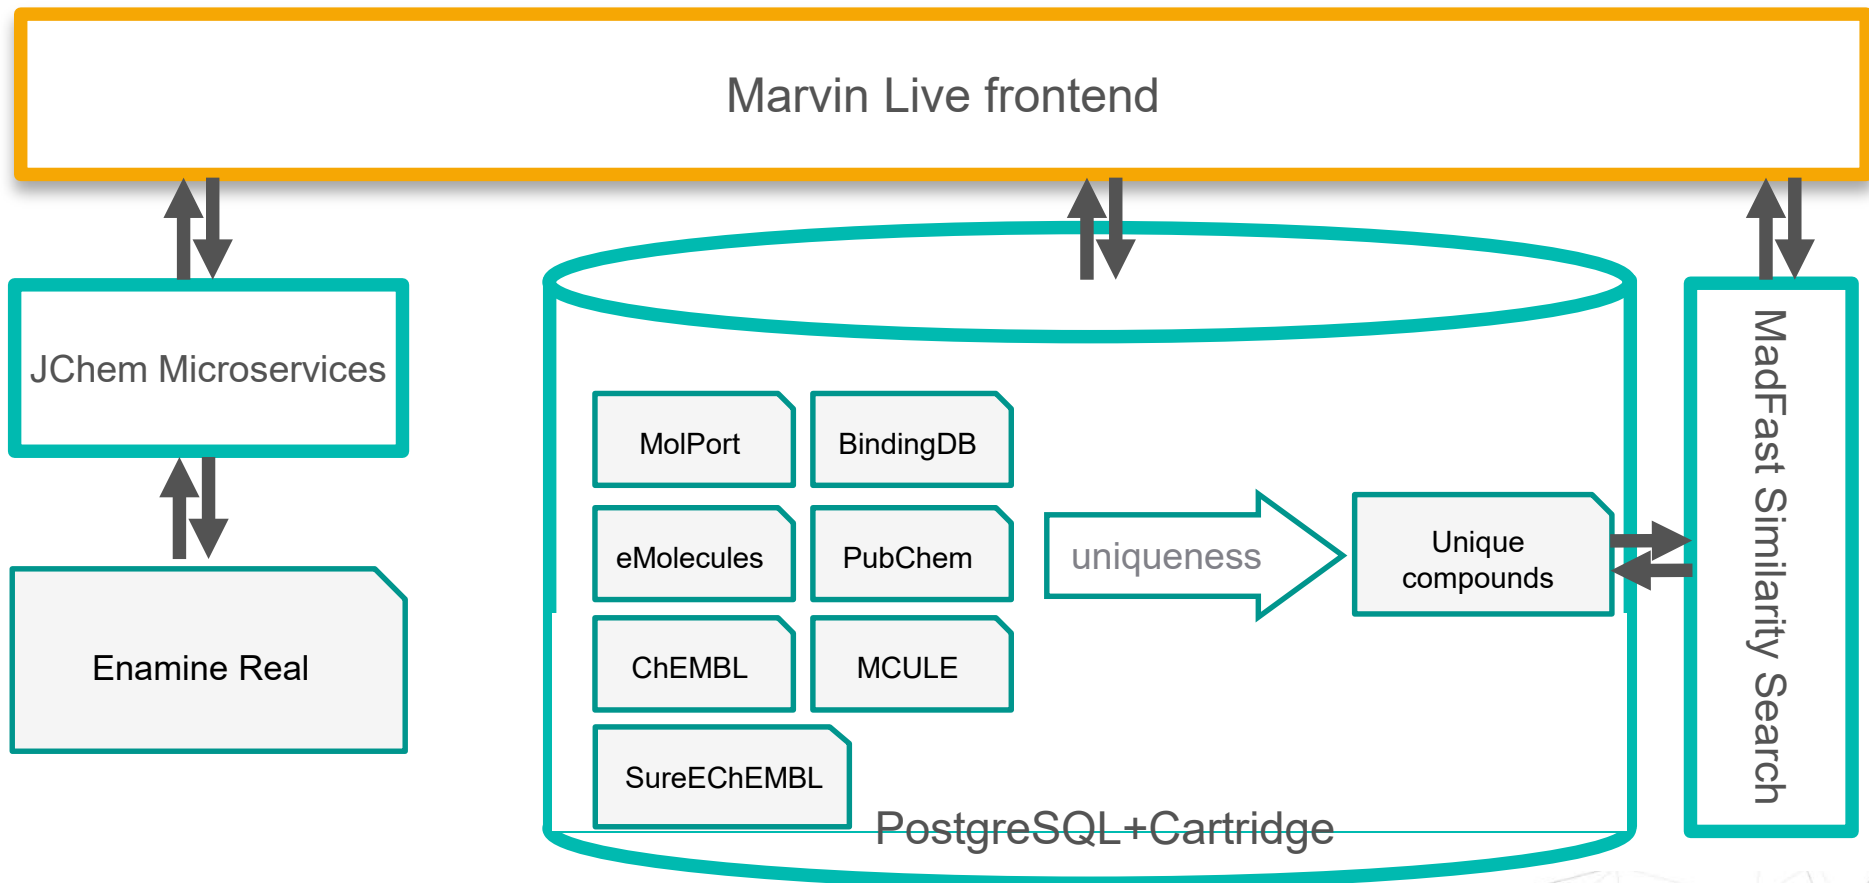 Marvin Live frontend
JChem Microservices
Enamine Real
MolPort
BindingDB
eMolecules
PubChem
ChEMBL
MCULE
SureEChEMBL
uniqueness
Unique
compounds
PostgreSQL+Cartridge
MadFast Similarity Search